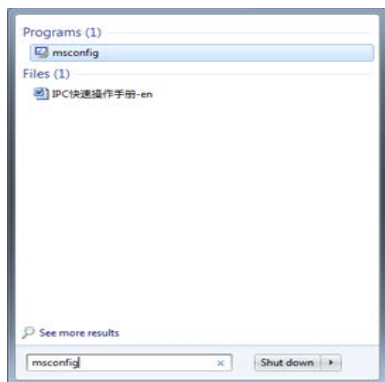 Programs (1)
msconfig
Files (1)
IPC快速操作手册-en
See more results
msconfig
Shut down